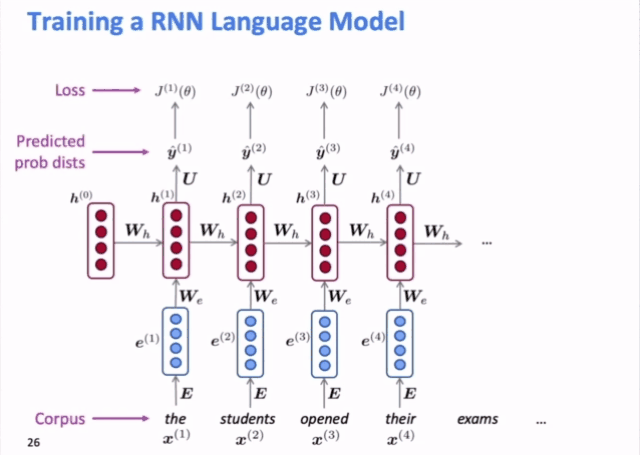 Training a RNN Language Model
Loss J⁽¹⁾(θ) J⁽²⁾(θ) J⁽³⁾(θ) J⁽⁴⁾(θ)
Predicted
prob dists ŷ⁽¹⁾ ŷ⁽²⁾ ŷ⁽³⁾ ŷ⁽⁴⁾
U U U U
h⁽⁰⁾ h⁽¹⁾ h⁽²⁾ h⁽³⁾ h⁽⁴⁾
Wₕ Wₕ Wₕ Wₕ Wₕ ...
Wₑ Wₑ Wₑ Wₑ
e⁽¹⁾ e⁽²⁾ e⁽³⁾ e⁽⁴⁾
E E E E
Corpus the students opened their exams ...
x⁽¹⁾ x⁽²⁾ x⁽³⁾ x⁽⁴⁾
26